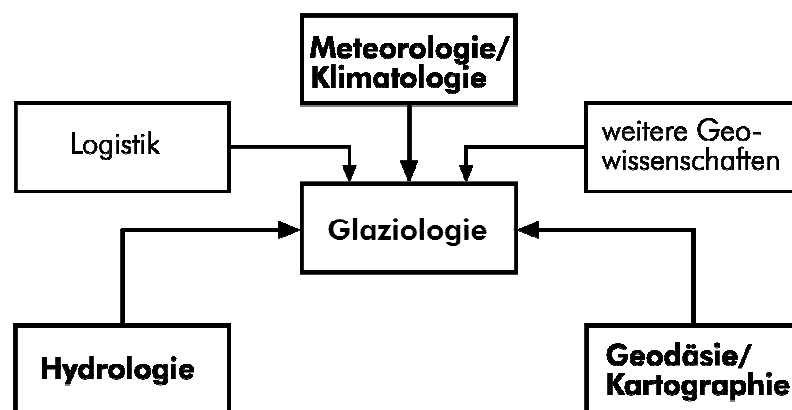 Meteorologie/
Klimatologie
Logistik
weitere Geo-
wissenschaften
Glaziologie
Hydrologie
Geodäsie/
Kartographie